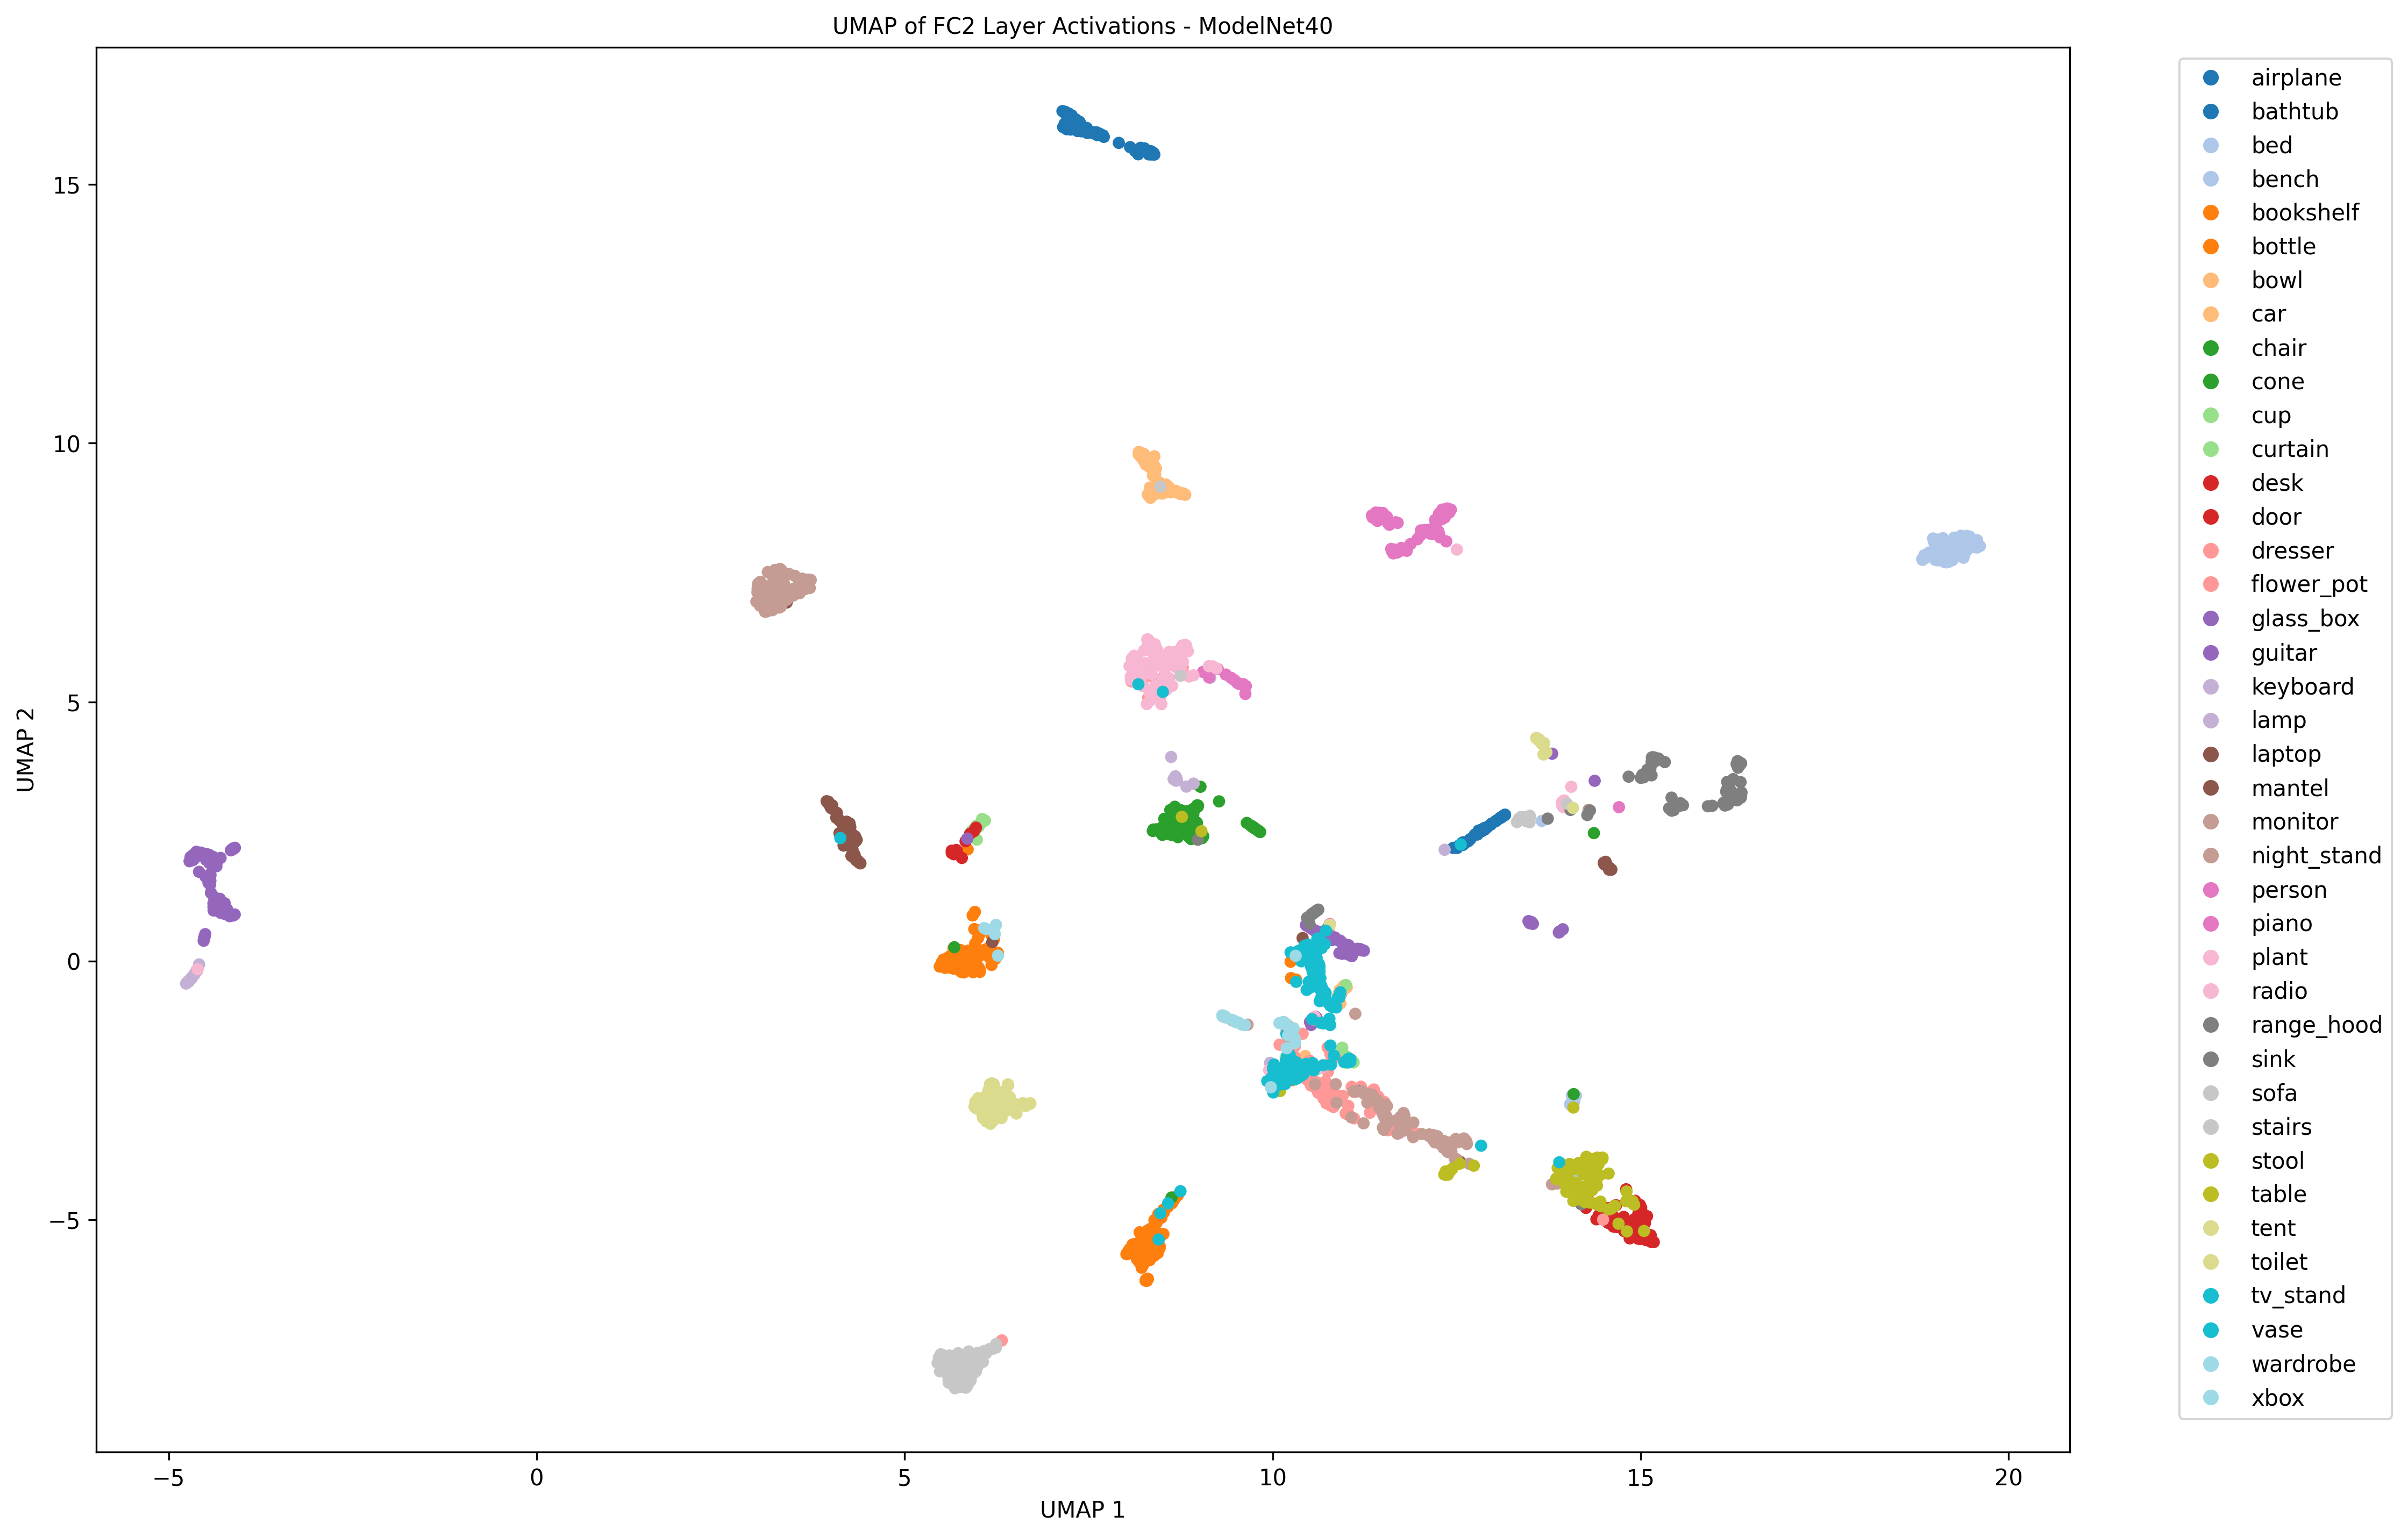 UMAP of FC2 Layer Activations - ModelNet40
15
10
5
0
−5
UMAP 2
−5
0
5
10
15
20
UMAP 1
airplane
bathtub
bed
bench
bookshelf
bottle
bowl
car
chair
cone
cup
curtain
desk
door
dresser
flower_pot
glass_box
guitar
keyboard
lamp
laptop
mantel
monitor
night_stand
person
piano
plant
radio
range_hood
sink
sofa
stairs
stool
table
tent
toilet
tv_stand
vase
wardrobe
xbox